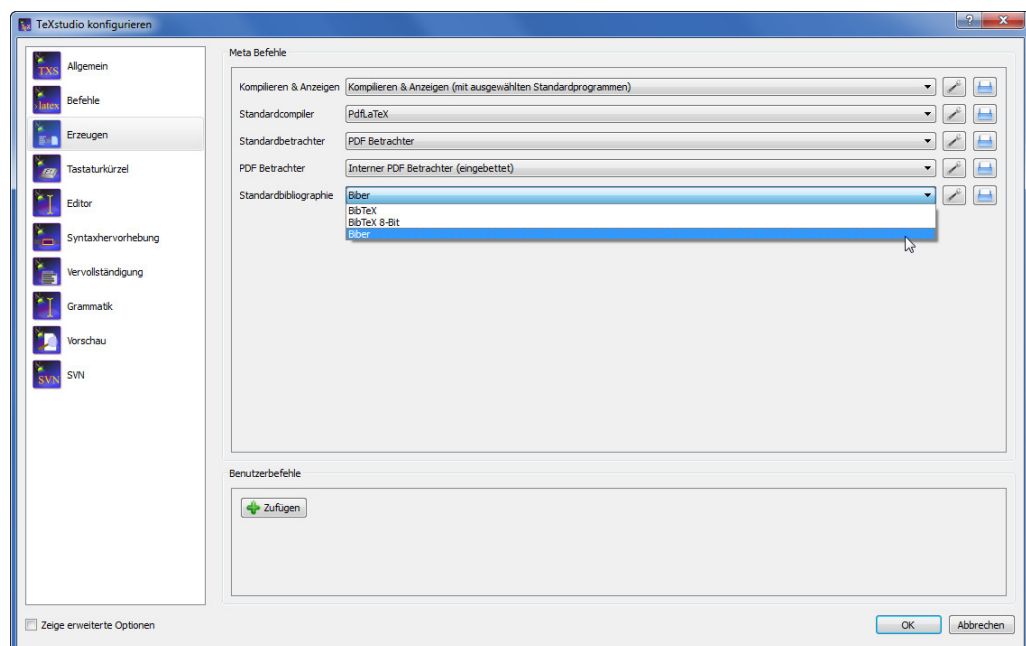 TeXstudio konfigurieren
?
X
TXS
Allgemein
latex
Befehle
Erzeugen
Tastaturkürzel
Editor
Syntaxhervorhebung
Vervollständigung
Grammatik
Vorschau
SVN
SVN
Meta Befehle
Kompilieren & Anzeigen
Kompilieren & Anzeigen (mit ausgewählten Standardprogrammen)
Standardcompiler
PdfLaTeX
Standardbetrachter
PDF Betrachter
PDF Betrachter
Interner PDF Betrachter (eingebettet)
Standardbibliographie
Biber
BibTeX
BibTeX 8-Bit
Biber
Benutzerbefehle
Zufügen
Zeige erweiterte Optionen
OK
Abbrechen